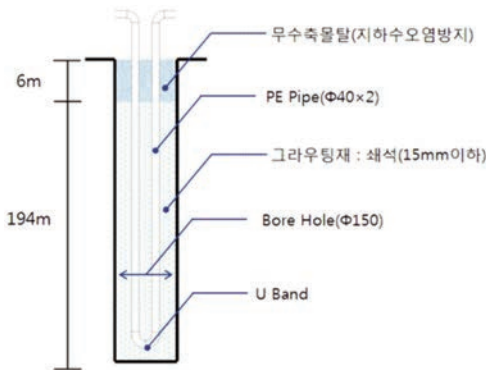 무수축몰탈(지하수오염방지)
6m
PE Pipe(Φ40×2)
그라우팅재 : 쇄석(15mm이하)
194m
Bore Hole(Φ150)
U Band